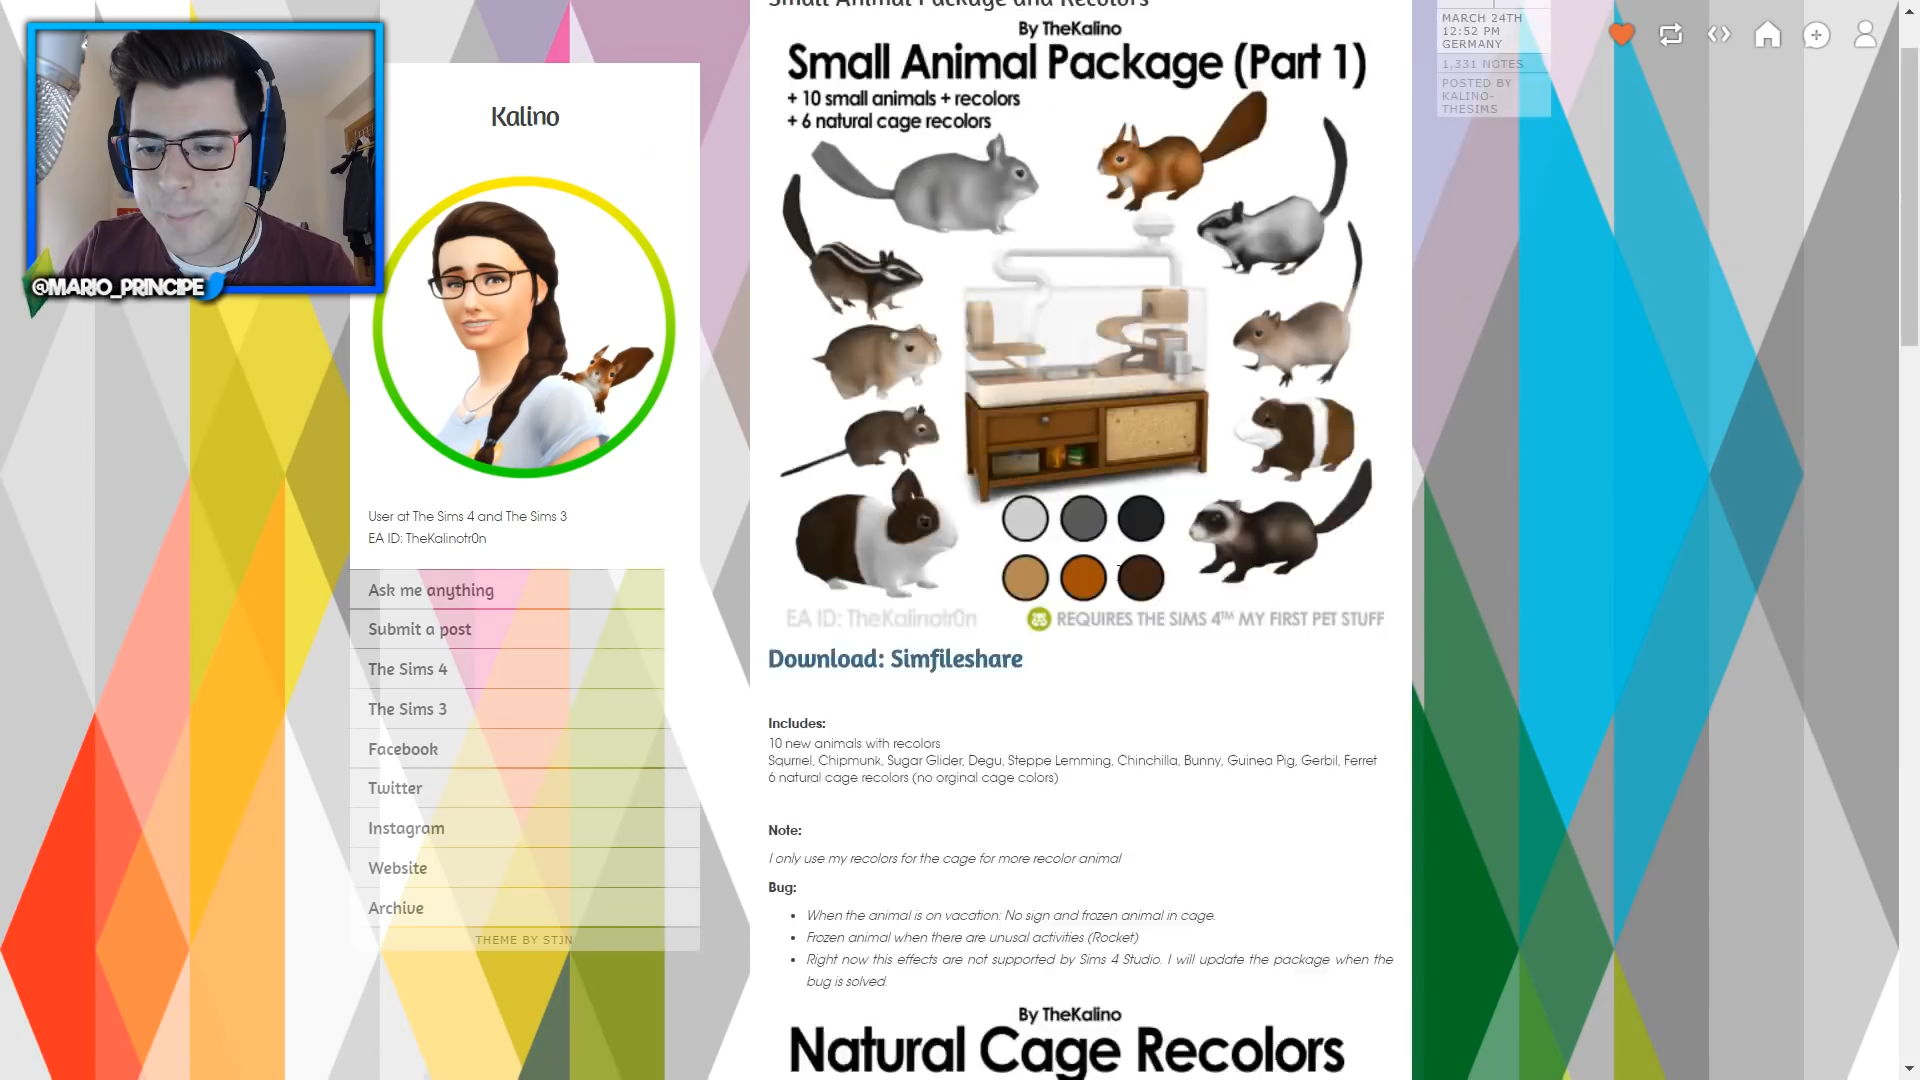 @MARIO_PRINCIPE
Kalino
User at The Sims 4 and The Sims 3
EA ID: TheKalinotr0n
Ask me anything
Submit a post
The Sims 4
The Sims 3
Facebook
Twitter
Instagram
Website
Archive
THEME BY STJN
Small Animal Package and Recolors
By TheKalino
Small Animal Package (Part 1)
+ 10 small animals + recolors
+ 6 natural cage recolors
EA ID: TheKalinotr0n
REQUIRES THE SIMS 4™ MY FIRST PET STUFF
Download: Simfileshare
Includes:
10 new animals with recolors
Squrriel, Chipmunk, Sugar Glider, Degu, Steppe Lemming, Chinchilla, Bunny, Guinea Pig, Gerbil, Ferret
6 natural cage recolors (no orginal cage colors)
Note:
I only use my recolors for the cage for more recolor animal
Bug:
• When the animal is on vacation: No sign and frozen animal in cage.
• Frozen animal when there are unusal activities (Rocket)
• Right now this effects are not supported by Sims 4 Studio. I will update the package when the
bug is solved.
By TheKalino
Natural Cage Recolors
MARCH 24TH
12:52 PM
GERMANY
1,331 NOTES
POSTED BY
KALINO-
THESIMS